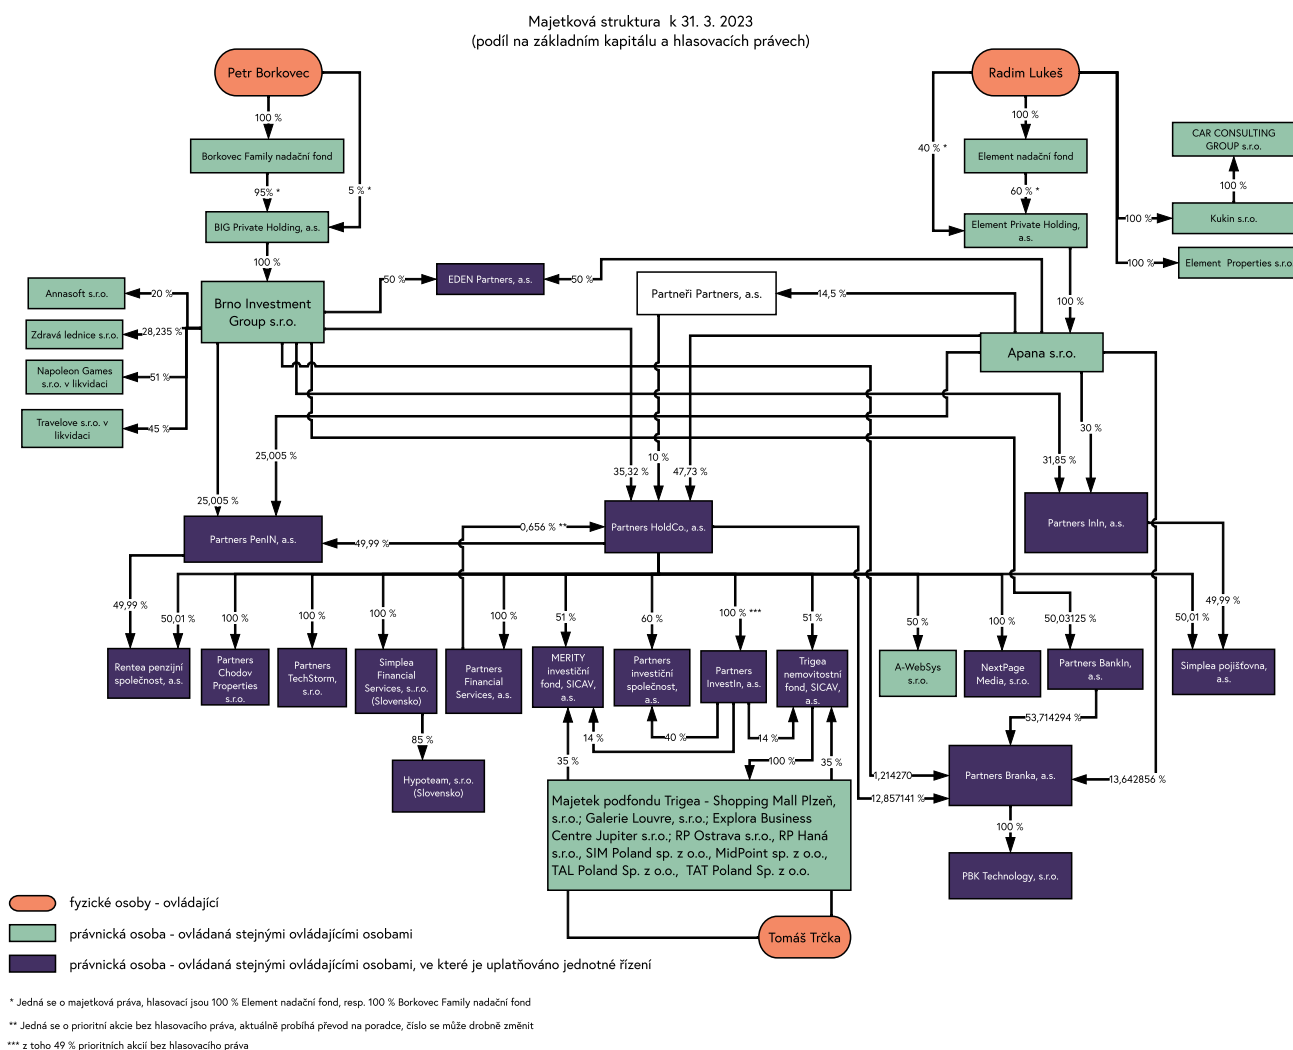 Majetková struktura k 31. 3. 2023
(podíl na základním kapitálu a hlasovacích právech)
Petr Borkovec
Radim Lukeš
100 %
100 %
CAR CONSULTING
GROUP s.r.o.
Borkovec Family nadační fond
40 % *
Element nadační fond
95% *
5 % *
60 % *
100 %
BIG Private Holding, a.s.
Element Private Holding,
a.s.
100 %
Kukin s.r.o.
100 %
100 %
Element Properties s.r.o.
Annasoft s.r.o.
20 %
Brno Investment
Group s.r.o.
50 %
EDEN Partners, a.s.
50 %
Partneři Partners, a.s.
14,5 %
100 %
Zdravá lednice s.r.o.
28,235 %
Apana s.r.o.
Napoleon Games
s.r.o. v likvidaci
51 %
Travelove s.r.o. v
likvidaci
45 %
30 %
25,005 %
10 %
31,85 %
35,32 %
47,73 %
25,005 %
Partners PenIN, a.s.
0,656 % **
Partners HoldCo., a.s.
Partners InIn, a.s.
49,99 %
49,99 %
50,01 %
100 %
100 %
100 %
100 %
51 %
60 %
100 % ***
51 %
50 %
100 %
50,03125 %
50,01 %
49,99 %
Rentea penzijní
společnost, a.s.
Partners
Chodov
Properties
s.r.o.
Partners
TechStorm,
s.r.o.
Simplea
Financial
Services, s..r.o.
(Slovensko)
Partners
Financial
Services, a.s.
MERITY
investiční
fond, SICAV,
a.s.
Partners
investiční
společnost,
a.s.
Partners
InvestIn, a.s.
Trigea
nemovitostní
fond, SICAV,
a.s.
A-WebSys
s.r.o.
NextPage
Media, s.r.o.
Partners BankIn,
a.s.
Simplea pojišťovna,
a.s.
85 %
14 %
40 %
14 %
53,714294 %
35 %
100 %
35 %
Hypoteam, s.r.o.
(Slovensko)
1,214270
Partners Branka, a.s.
13,642856 %
12,857141 %
Majetek podfondu Trigea - Shopping Mall Plzeň,
s.r.o.; Galerie Louvre, s.r.o.; Explora Business
Centre Jupiter s.r.o.; RP Ostrava s.r.o., RP Haná
s.r.o., SIM Poland sp. z o.o., MidPoint sp. z o.o.,
TAL Poland Sp. z o.o., TAT Poland Sp. z o.o.
100 %
PBK Technology, s.r.o.
Tomáš Trčka
fyzické osoby - ovládající
právnická osoba - ovládaná stejnými ovládajícími osobami
právnická osoba - ovládaná stejnými ovládajícími osobami, ve které je uplatňováno jednotné řízení
* Jedná se o majetková práva, hlasovací jsou 100 % Element nadační fond, resp. 100 % Borkovec Family nadační fond
** Jedná se o prioritní akcie bez hlasovacího práva, aktuálně probíhá převod na poradce, číslo se může drobně změnit
*** z toho 49 % prioritních akcií bez hlasovacího práva